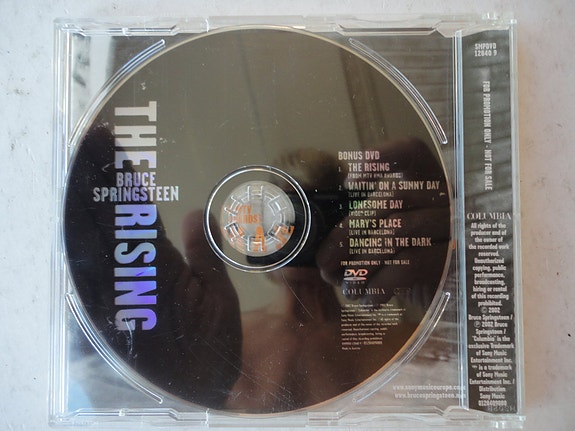 THE RISING
BRUCE
SPRINGSTEEN
BONUS DVD
1. THE RISING
(FROM MTV VMA AWARDS)
2. WAITIN' ON A SUNNY DAY
(LIVE IN BARCELONA)
3. LONESOME DAY
(VIDEO CLIP)
4. MARY'S PLACE
(LIVE IN BARCELONA)
5. DANCING IN THE DARK
(LIVE IN BARCELONA)
FOR PROMOTION ONLY - NOT FOR SALE
DVD
VIDEO
COLUMBIA
www.sonymusiceurope.com
www.brucespringsteen.net
SMPDVD
12840 9
FOR PROMOTION ONLY - NOT FOR SALE
COLUMBIA
All rights of the
producer and of
the owner of
the recorded work
reserved.
Unauthorized
copying, public
performance,
broadcasting,
hiring or rental
of this recording
prohibited.
© 2002
Bruce Springsteen /
℗ 2002 Bruce
Springsteen /
"Columbia" is the
exclusive Trademark
of Sony Music
Entertainment Inc.
is a trademark
of Sony Music
Entertainment Inc. /
Distribution
Sony Music